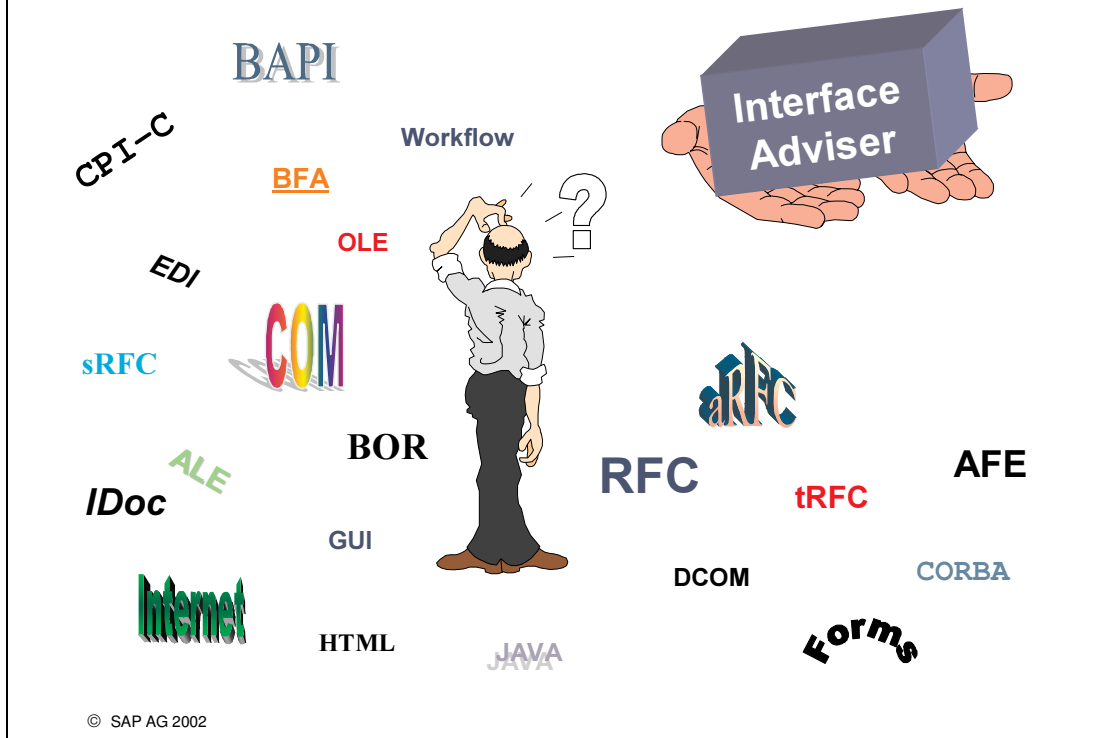 BAPI
Interface
Adviser
CPI-C
Workflow
BFA
?
OLE
EDI
COM
sRFC
aRFC
BOR
ALE
RFC
AFE
IDoc
tRFC
GUI
DCOM
CORBA
Internet
HTML
JAVA
Forms
© SAP AG 2002